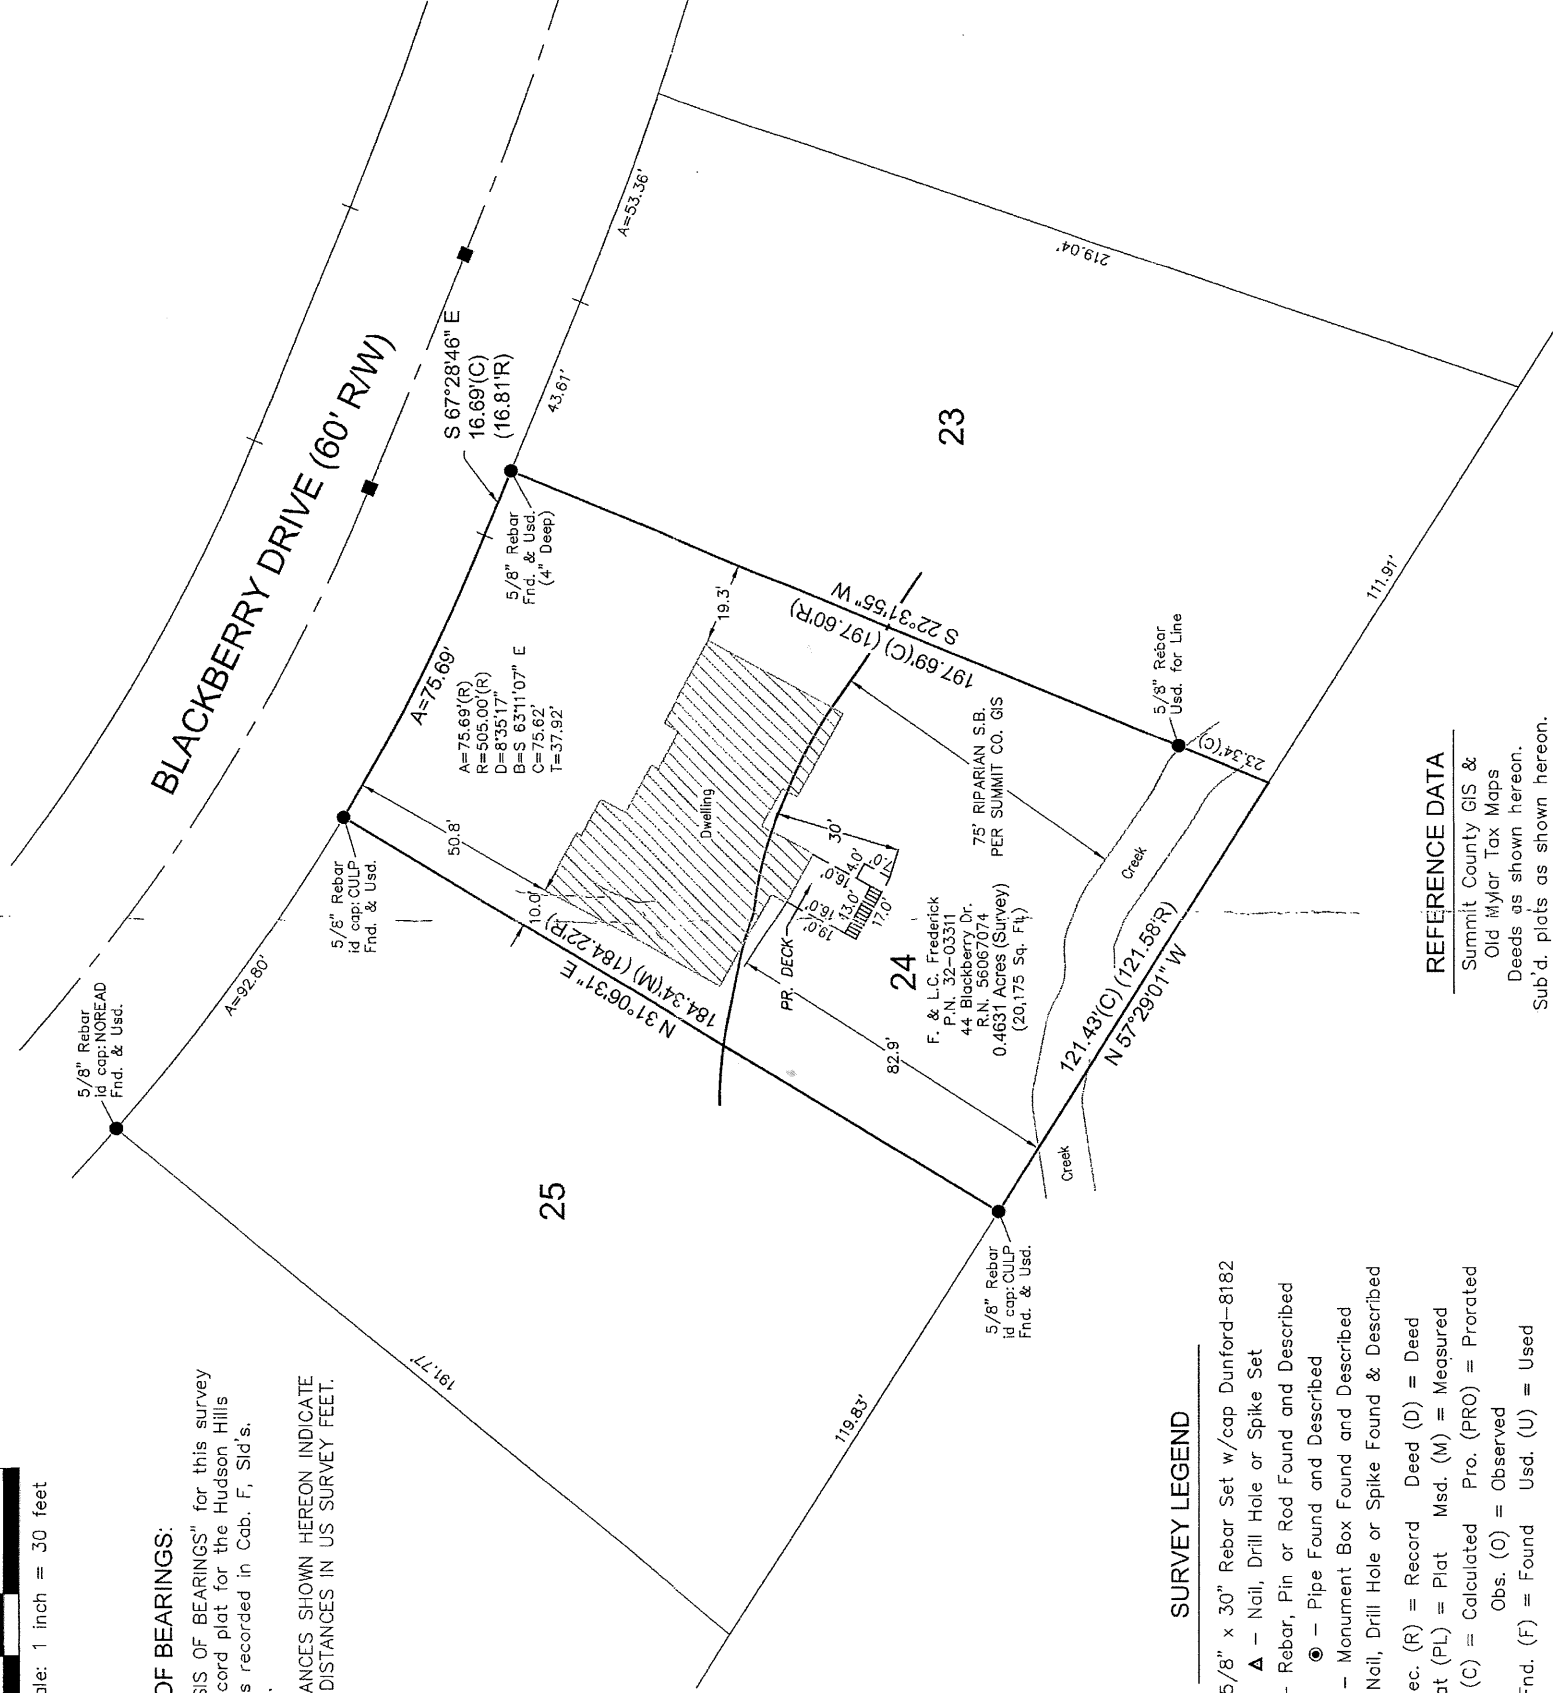 ale: 1 inch = 30 feet
OF BEARINGS:
SIS OF BEARINGS" for this survey
cord plat for the Hudson Hills
s recorded in Cab. F, Sld's.
ANCES SHOWN HEREON INDICATE
DISTANCES IN US SURVEY FEET.
BLACKBERRY DRIVE (60' R/W)
5/8" Rebar
id cap:NOREAD
Fnd. & Usd.
A=92.80'
5/8" Rebar
id cap:CULP
Fnd. & Usd.
A=75.69'
A=75.69'(R)
R=505.00'(R)
D=8°35'17"
B=S 63°11'07" E
C=75.62'
T=37.92'
S 67°28'46" E
16.69'(C)
(16.81'R)
5/8" Rebar
Fnd. & Usd.
(4" Deep)
43.61'
A=53.36'
219.04'
23
111.91'
S 22°31'55" W
197.69'(C) (197.60'R)
19.3'
50.8'
10.0'
Dwelling
30'
16.0'
4.0'
7.0'
19.0'
16.0'
13.0'
17.0'
PR. DECK
75' RIPARIAN S.B.
PER SUMMIT CO. GIS
N 31°06'31" E
184.34'(M) (184.22'R)
82.9'
24
F. & L.C. Frederick
P.N. 32-03311
44 Blackberry Dr.
R.N. 56067074
0.4631 Acres (Survey)
(20,175 Sq. Ft.)
5/8" Rebar
Usd. for Line
23.34'(C)
Creek
Creek
121.43'(C) (121.58'R)
N 57°29'01" W
25
191.77'
119.83'
5/8" Rebar
id cap:CULP
Fnd. & Usd.
SURVEY LEGEND
5/8" x 30" Rebar Set w/cap Dunford-8182
- Nail, Drill Hole or Spike Set
- Rebar, Pin or Rod Found and Described
- Pipe Found and Described
- Monument Box Found and Described
Nail, Drill Hole or Spike Found & Described
ec. (R) = Record Deed (D) = Deed
at (PL) = Plat Msd. (M) = Measured
(C) = Calculated Pro. (PRO) = Prorated
Obs. (O) = Observed
Fnd. (F) = Found Usd. (U) = Used
REFERENCE DATA
Summit County GIS &
Old Mylar Tax Maps
Deeds as shown hereon.
Sub'd. plats as shown hereon.